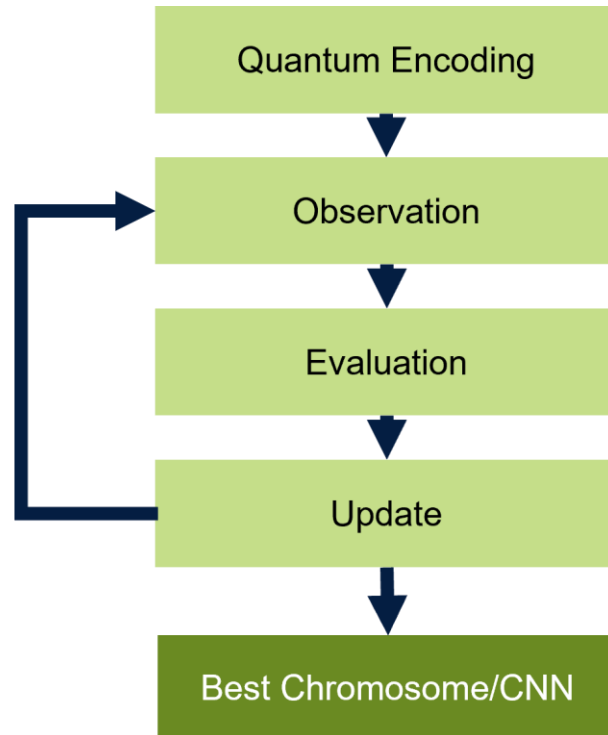 Quantum Encoding
Observation
Evaluation
Update
Best Chromosome/CNN